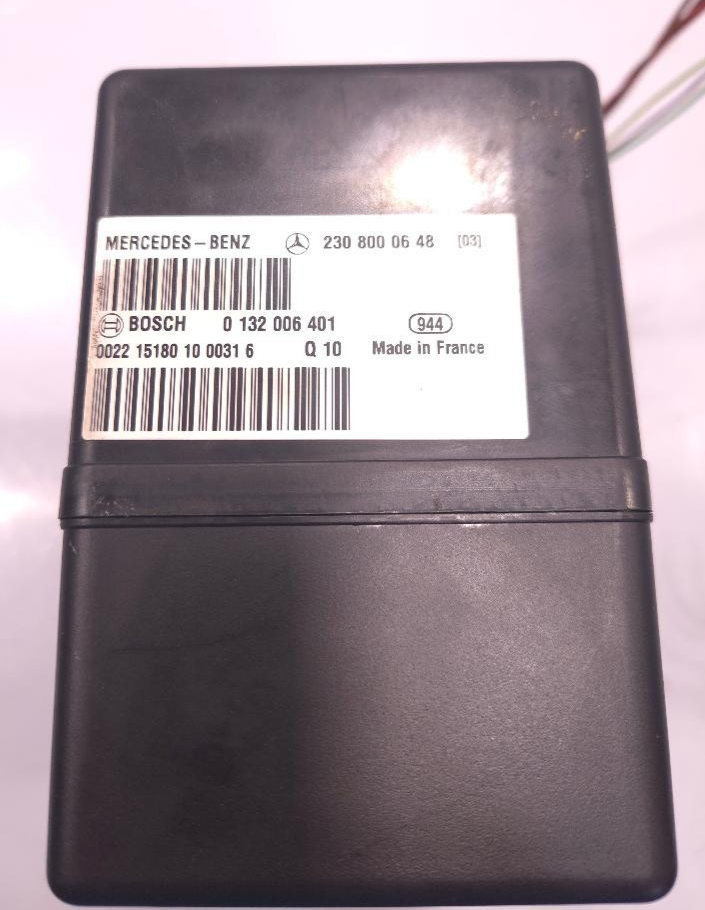 MERCEDES-BENZ 230 800 06 48 [03]
BOSCH 0 132 006 401 944
0022 15180 10 0031 6 Q 10 Made in France